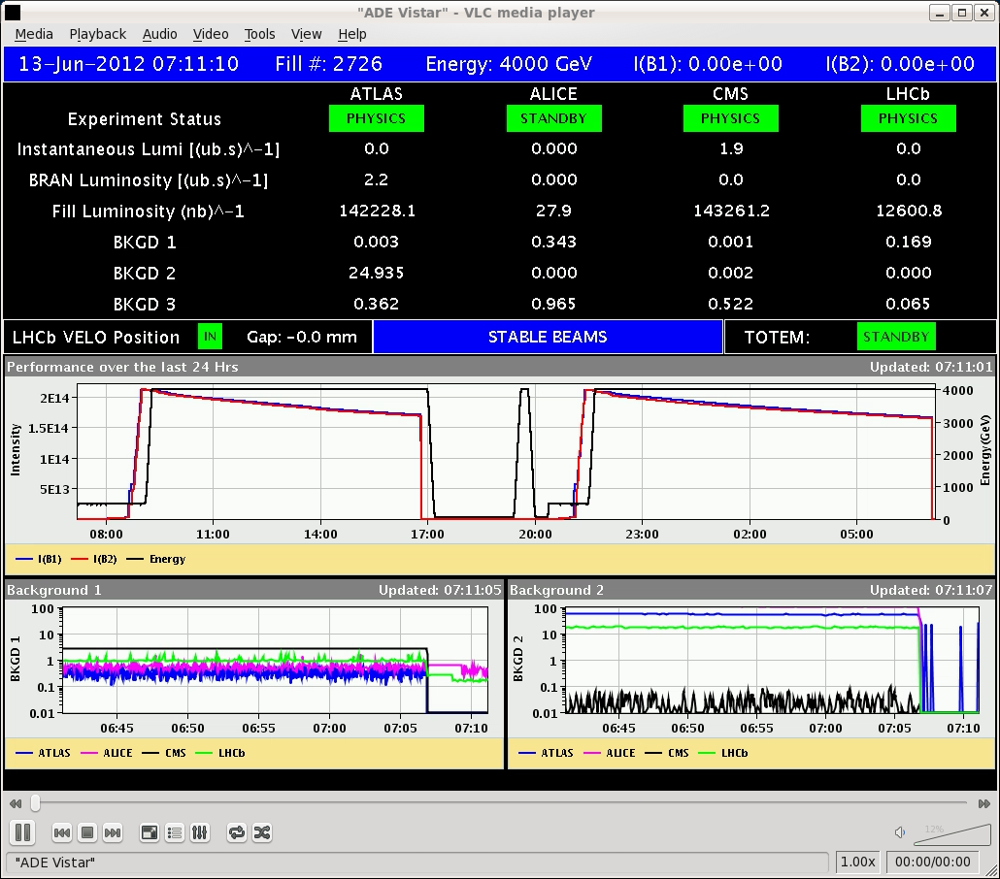 "ADE Vistar" - VLC media player
Media Playback Audio Video Tools View Help
13-Jun-2012 07:11:10 Fill #: 2726 Energy: 4000 GeV I(B1): 0.00e+00 I(B2): 0.00e+00
ATLAS ALICE CMS LHCb
Experiment Status PHYSICS STANDBY PHYSICS PHYSICS
Instantaneous Lumi [(ub.s)^-1] 0.0 0.000 1.9 0.0
BRAN Luminosity [(ub.s)^-1] 2.2 0.000 0.0 0.0
Fill Luminosity (nb)^-1 142228.1 27.9 143261.2 12600.8
BKGD 1 0.003 0.343 0.001 0.169
BKGD 2 24.935 0.000 0.002 0.000
BKGD 3 0.362 0.965 0.522 0.065
LHCb VELO Position IN Gap: -0.0 mm STABLE BEAMS TOTEM: STANDBY
Performance over the last 24 Hrs Updated: 07:11:01
Intensity
2E14
1.5E14
1E14
5E13
4000
3000
2000
1000
0
Energy(GeV)
08:00 11:00 14:00 17:00 20:00 23:00 02:00 05:00
I(B1) I(B2) Energy
Background 1 Updated: 07:11:05
BKGD 1
100
10
1
0.1
0.01
06:45 06:50 06:55 07:00 07:05 07:10
ATLAS ALICE CMS LHCb
Background 2 Updated: 07:11:07
BKGD 2
100
10
1
0.1
0.01
06:45 06:50 06:55 07:00 07:05 07:10
ATLAS ALICE CMS LHCb
12%
"ADE Vistar" 1.00x 00:00/00:00